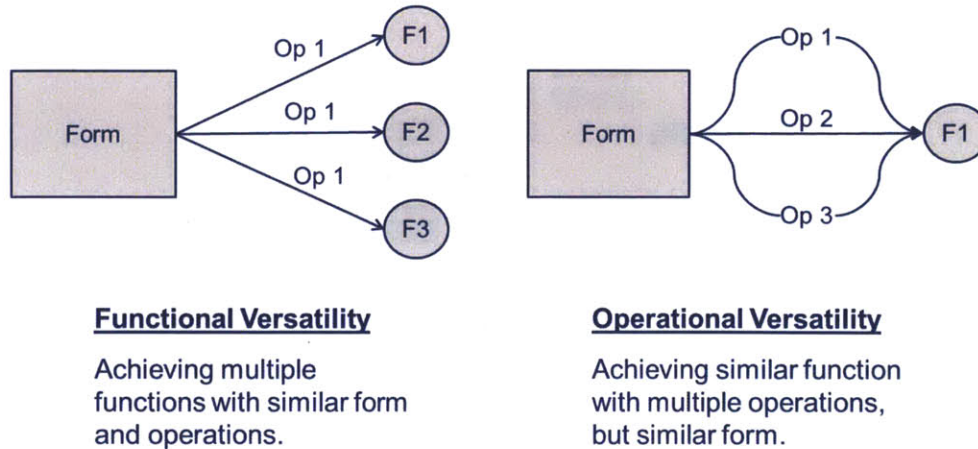 Form
Op 1
F1
Op 1
F2
Op 1
F3
Functional Versatility
Achieving multiple
functions with similar form
and operations.
Form
Op 1
Op 2
Op 3
F1
Operational Versatility
Achieving similar function
with multiple operations,
but similar form.